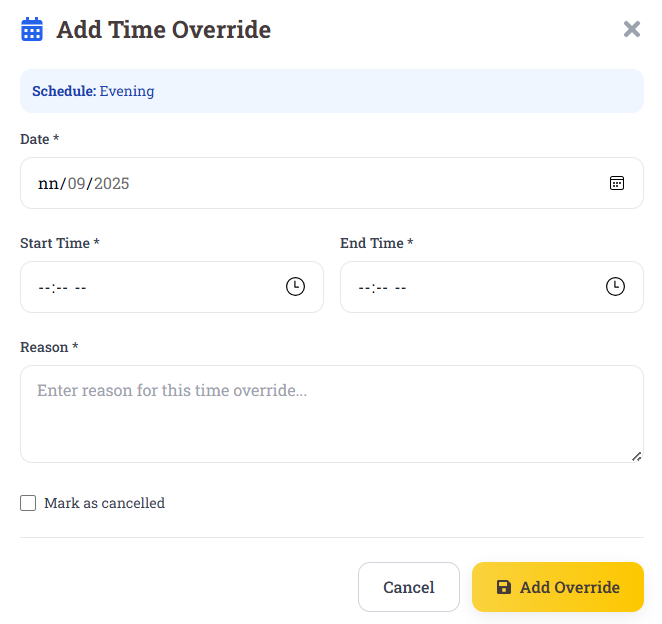 Add Time Override
Schedule: Evening
Date *
nn/09/2025
Start Time *
End Time *
--:-- --
--:-- --
Reason *
Enter reason for this time override...
Mark as cancelled
Cancel
Add Override